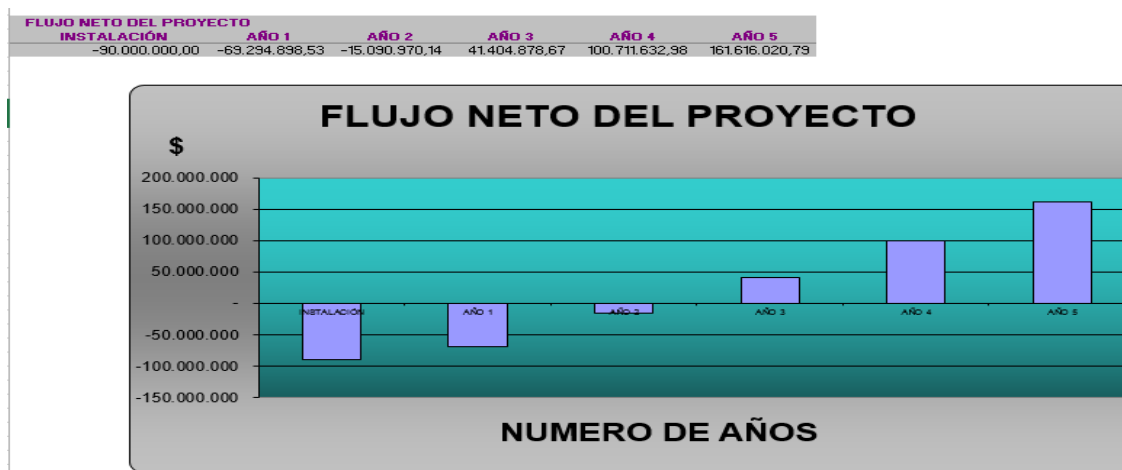 FLUJO NETO DEL PROYECTO
INSTALACIÓN AÑO 1 AÑO 2 AÑO 3 AÑO 4 AÑO 5
-90.000.000,00 -69.294.898,53 -15.090.970,14 41.404.878,67 100.711.632,98 161.616.020,79
FLUJO NETO DEL PROYECTO
$
200.000.000
150.000.000
100.000.000
50.000.000
-
INSTALACIÓN AÑO 1 AÑO 2 AÑO 3 AÑO 4 AÑO 5
-50.000.000
-100.000.000
-150.000.000
NUMERO DE AÑOS